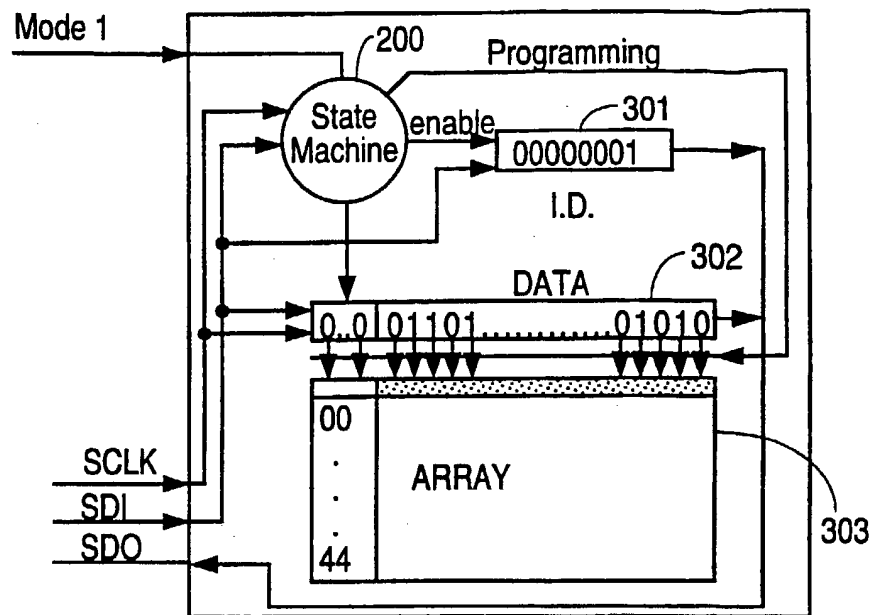 Mode 1
200
Programming
State
Machine
enable
301
00000001
I.D.
DATA
302
0..0 01101..............01010
00
.
.
.
44
ARRAY
SCLK
SDI
SDO
303